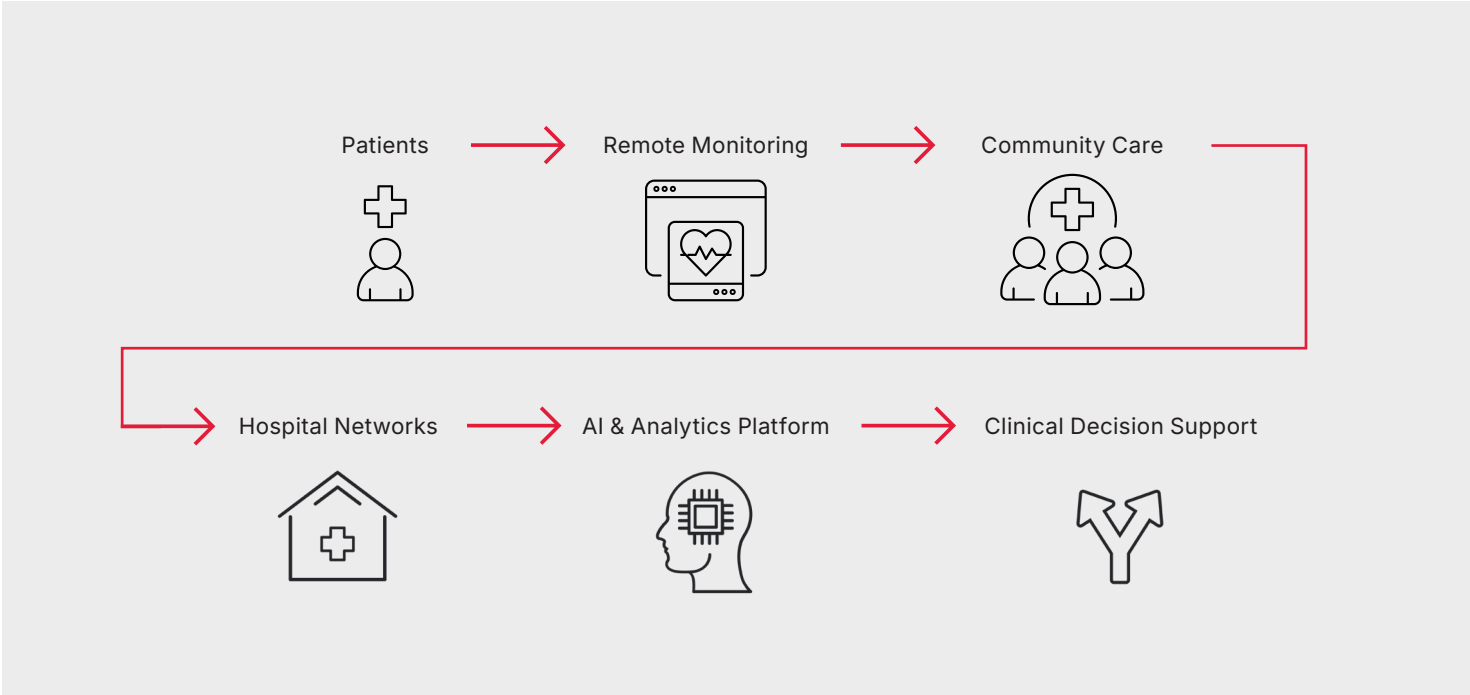 Patients
Remote Monitoring
Community Care
Hospital Networks
AI & Analytics Platform
Clinical Decision Support